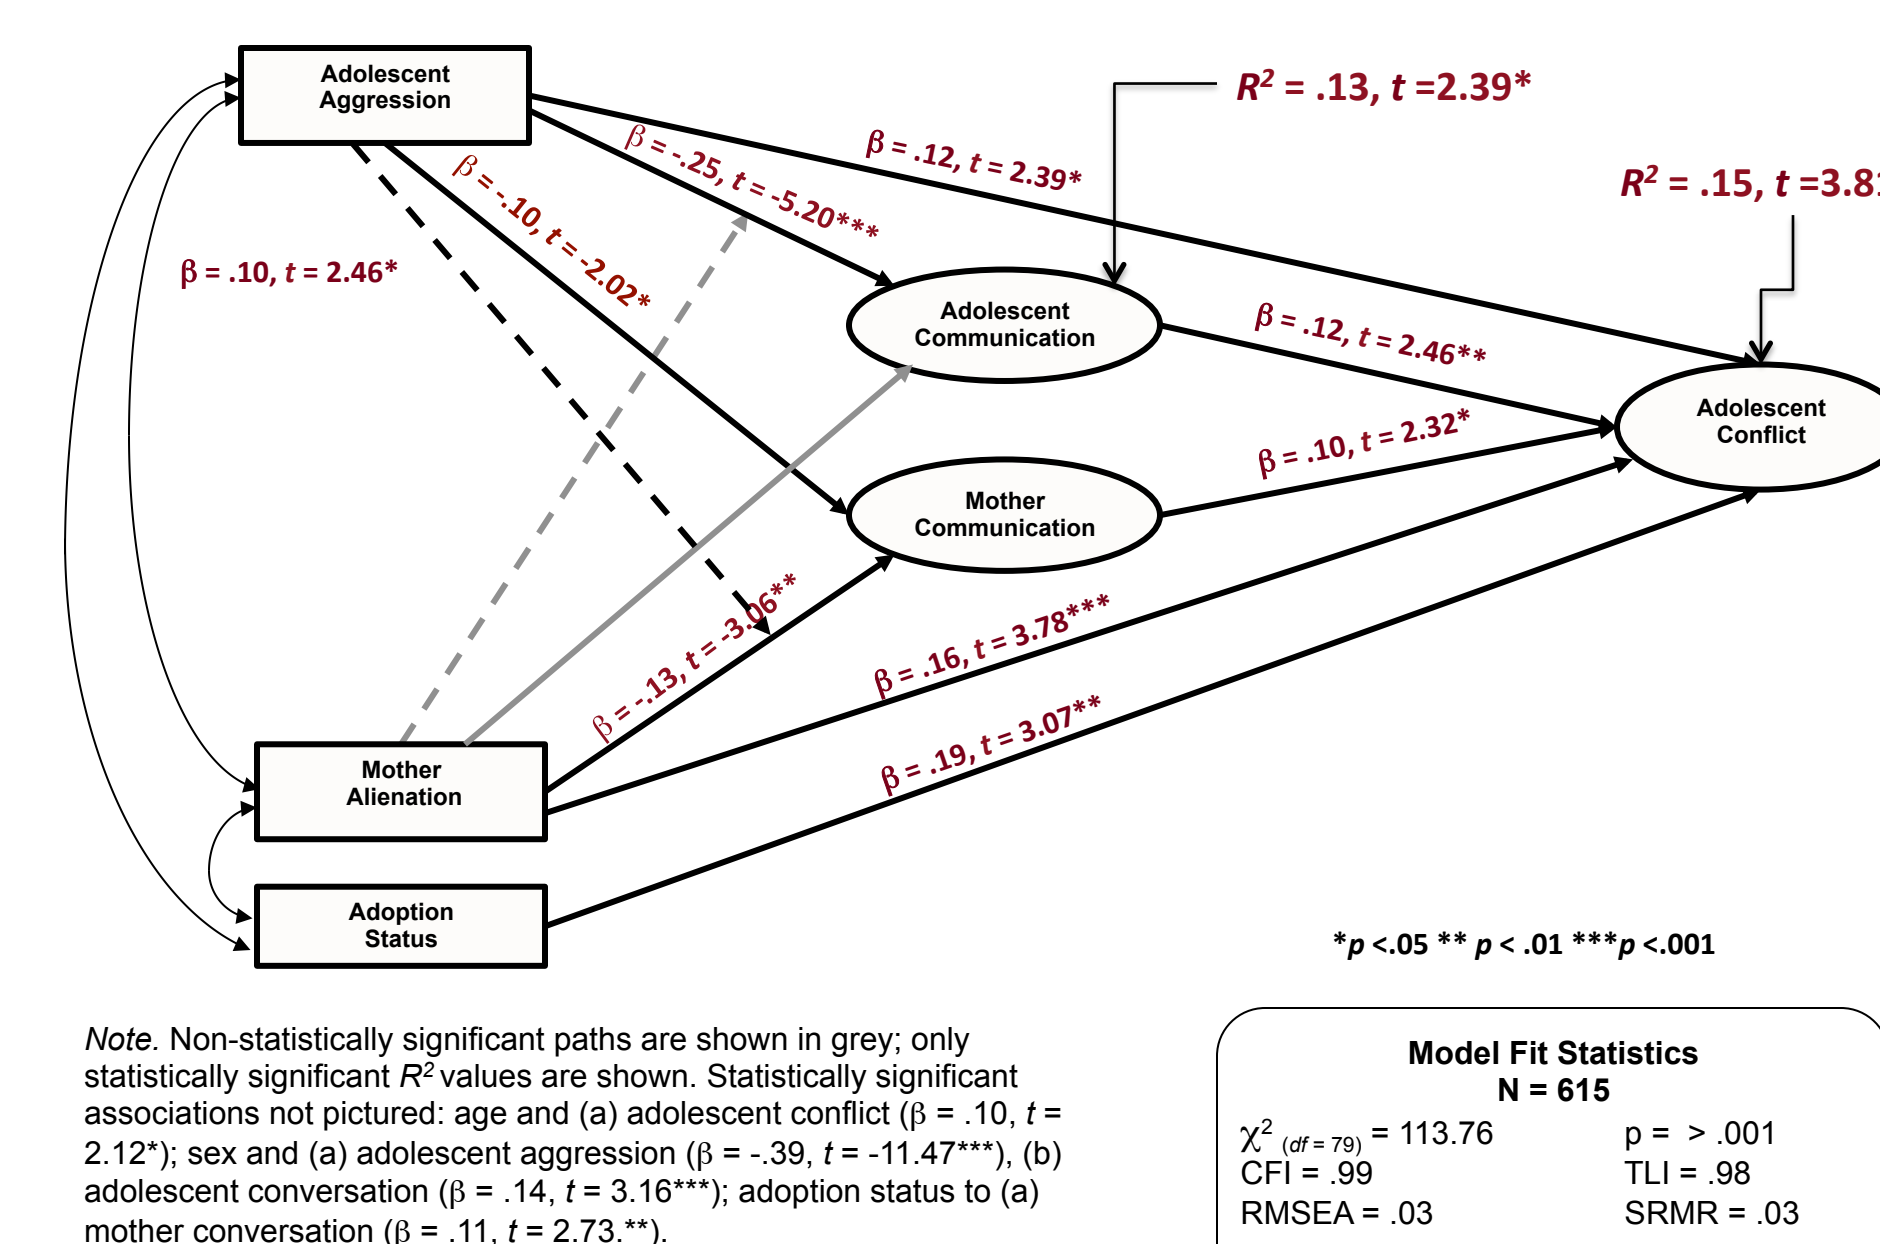 Adolescent
Aggression
R² = .13, t =2.39*
β = .12, t = 2.39*
β = -.25, t = -5.20***
β = -.10, t = -2.02*
R² = .15, t =3.8
β = .10, t = 2.46*
Adolescent
Communication
β = .12, t = 2.46**
Adolescent
Conflict
β = .10, t = 2.32*
Mother
Communication
β = -.13, t = -3.06**
β = .16, t = 3.78***
β = .19, t = 3.07**
Mother
Alienation
Adoption
Status
*p <.05 ** p < .01 ***p <.001
Note. Non-statistically significant paths are shown in grey; only
statistically significant R² values are shown. Statistically significant
associations not pictured: age and (a) adolescent conflict (β = .10, t =
2.12*); sex and (a) adolescent aggression (β = -.39, t = -11.47***), (b)
adolescent conversation (β = .14, t = 3.16***); adoption status to (a)
mother conversation (β = .11, t = 2.73.**).
Model Fit Statistics
N = 615
χ² (df = 79) = 113.76 p = > .001
CFI = .99 TLI = .98
RMSEA = .03 SRMR = .03